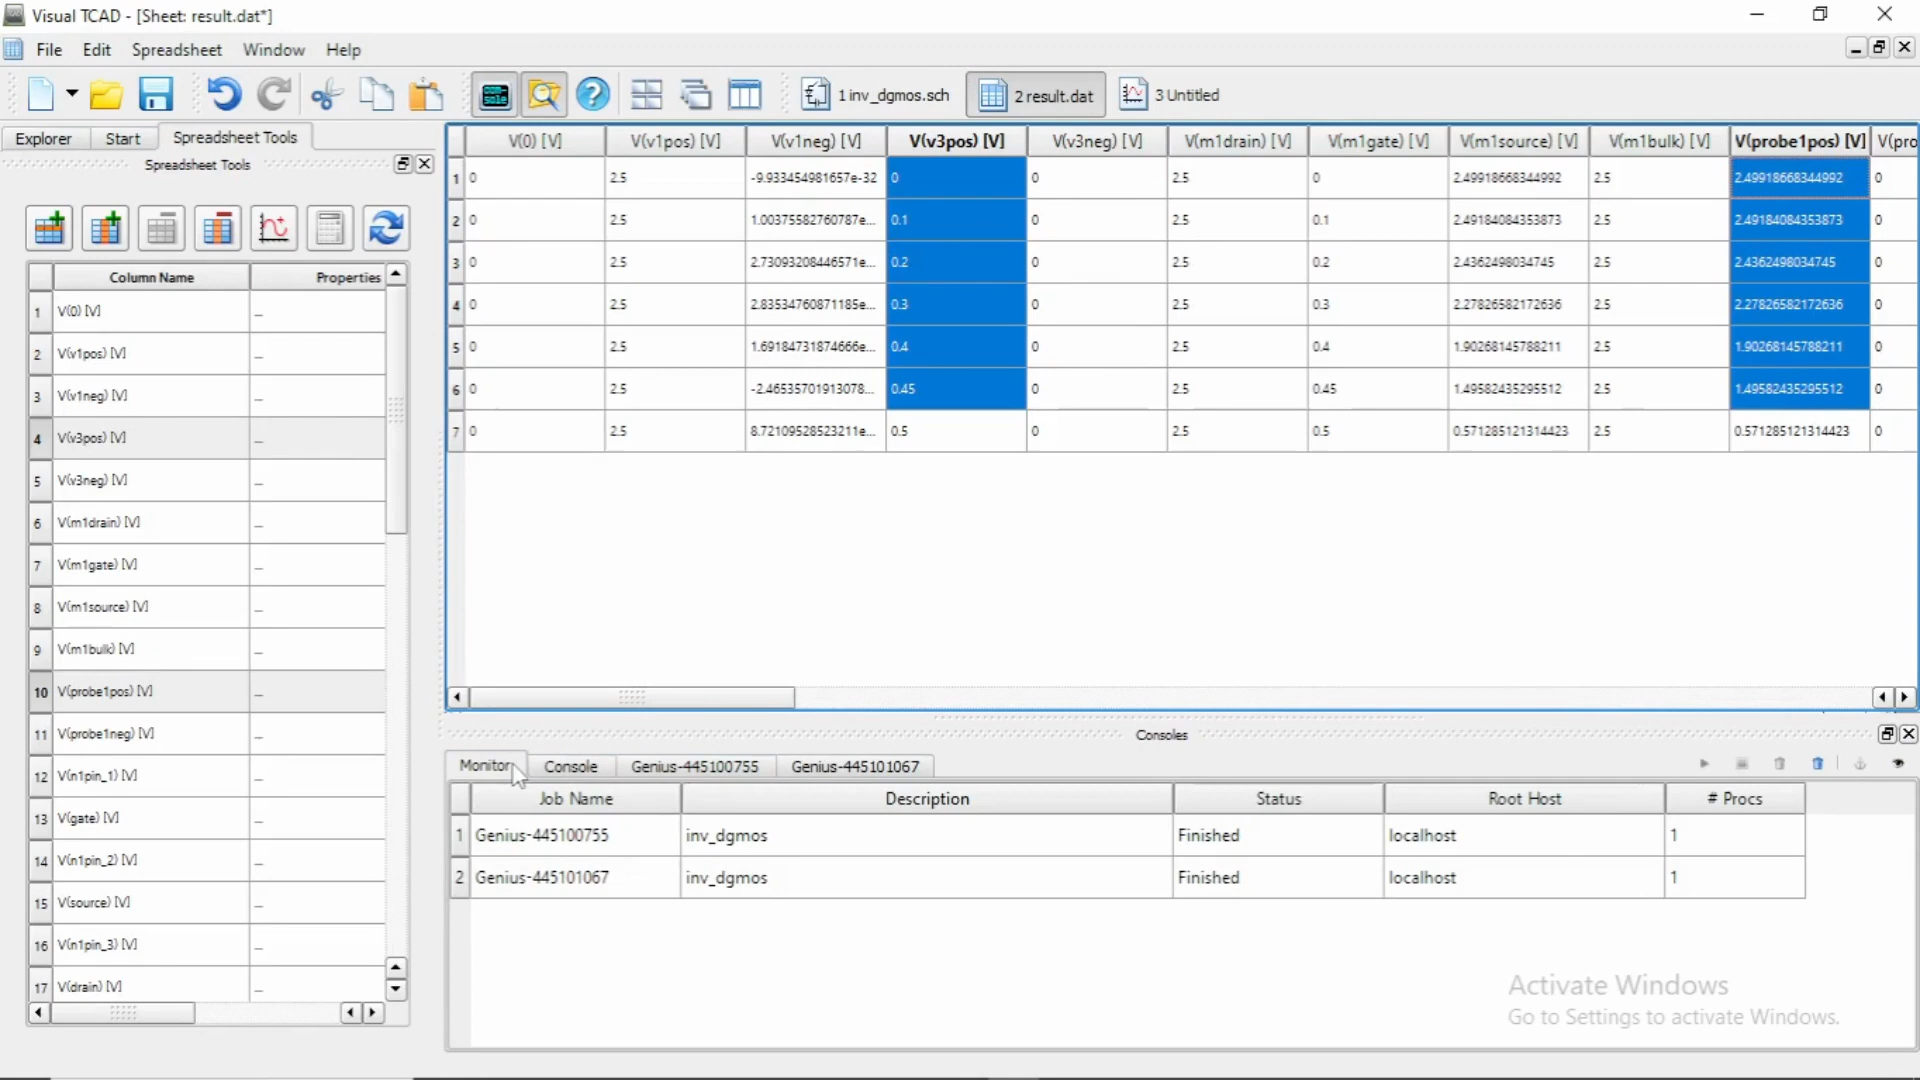 Visual TCAD - [Sheet: result.dat*]
File Edit Spreadsheet Window Help
1 inv_dgmos.sch 2 result.dat 3 Untitled
Explorer Start Spreadsheet Tools
Spreadsheet Tools
Column Name Properties
1 V(0) [V] _
2 V(v1pos) [V] _
3 V(v1neg) [V] _
4 V(v3pos) [V] _
5 V(v3neg) [V] _
6 V(m1drain) [V] _
7 V(m1gate) [V] _
8 V(m1source) [V] _
9 V(m1bulk) [V] _
10 V(probe1pos) [V] _
11 V(probe1neg) [V] _
12 V(n1pin_1) [V] _
13 V(gate) [V] _
14 V(n1pin_2) [V] _
15 V(source) [V] _
16 V(n1pin_3) [V] _
17 V(drain) [V] _
V(0) [V] V(v1pos) [V] V(v1neg) [V] V(v3pos) [V] V(v3neg) [V] V(m1drain) [V] V(m1gate) [V] V(m1source) [V] V(m1bulk) [V] V(probe1pos) [V] V(pro
1 0 2.5 -9.933454981657e-32 0 0 2.5 0 2.49918668344992 2.5 2.49918668344992 0
2 0 2.5 1.00375582760787e... 0.1 0 2.5 0.1 2.49184084353873 2.5 2.49184084353873 0
3 0 2.5 2.73093208446571e... 0.2 0 2.5 0.2 2.4362498034745 2.5 2.4362498034745 0
4 0 2.5 2.83534760871185e... 0.3 0 2.5 0.3 2.27826582172636 2.5 2.27826582172636 0
5 0 2.5 1.69184731874666e... 0.4 0 2.5 0.4 1.90268145788211 2.5 1.90268145788211 0
6 0 2.5 -2.46535701913078... 0.45 0 2.5 0.45 1.49582435295512 2.5 1.49582435295512 0
7 0 2.5 8.72109528523211e... 0.5 0 2.5 0.5 0.571285121314423 2.5 0.571285121314423 0
Consoles
Monitor Console Genius-445100755 Genius-445101067
Job Name Description Status Root Host # Procs
1 Genius-445100755 inv_dgmos Finished localhost 1
2 Genius-445101067 inv_dgmos Finished localhost 1
Activate Windows
Go to Settings to activate Windows.